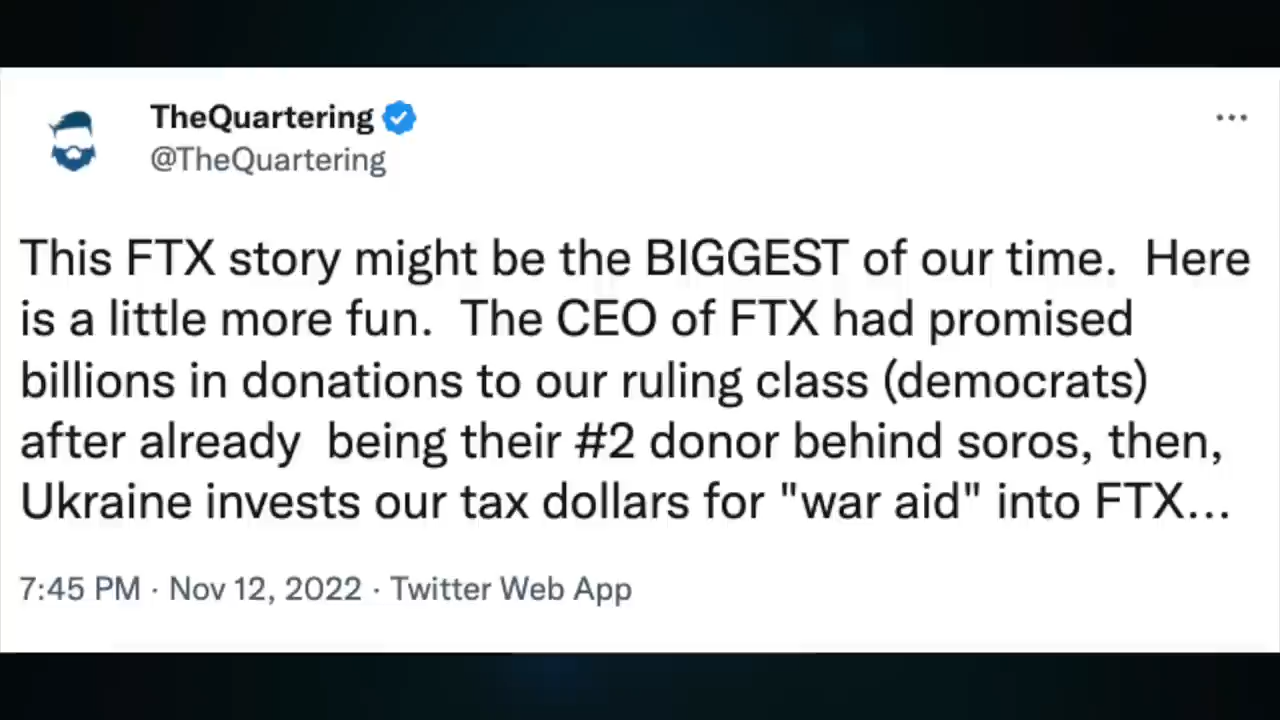 TheQuartering
@TheQuartering
This FTX story might be the BIGGEST of our time.  Here
is a little more fun.  The CEO of FTX had promised
billions in donations to our ruling class (democrats)
after already  being their #2 donor behind soros, then,
Ukraine invests our tax dollars for "war aid" into FTX...
7:45 PM · Nov 12, 2022 · Twitter Web App